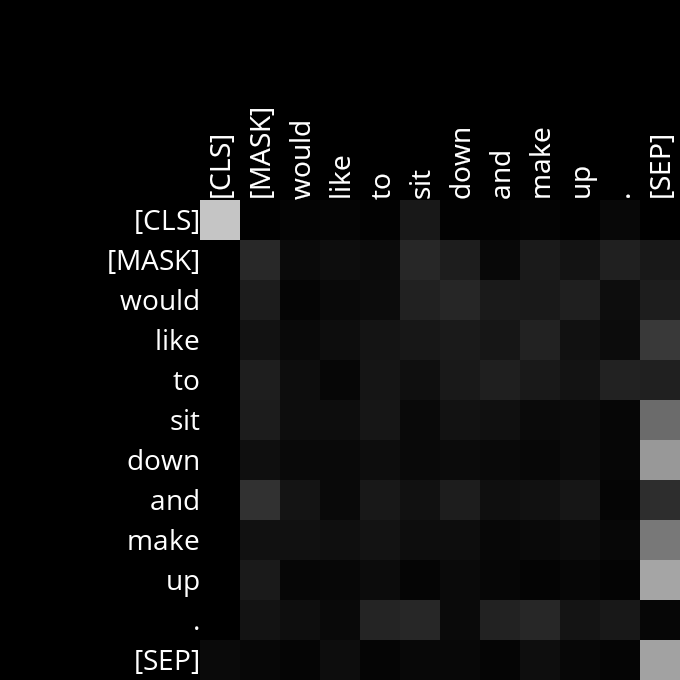 [CLS] [MASK] would like to sit down and make up . [SEP]
[CLS]
[MASK]
would
like
to
sit
down
and
make
up
.
[SEP]